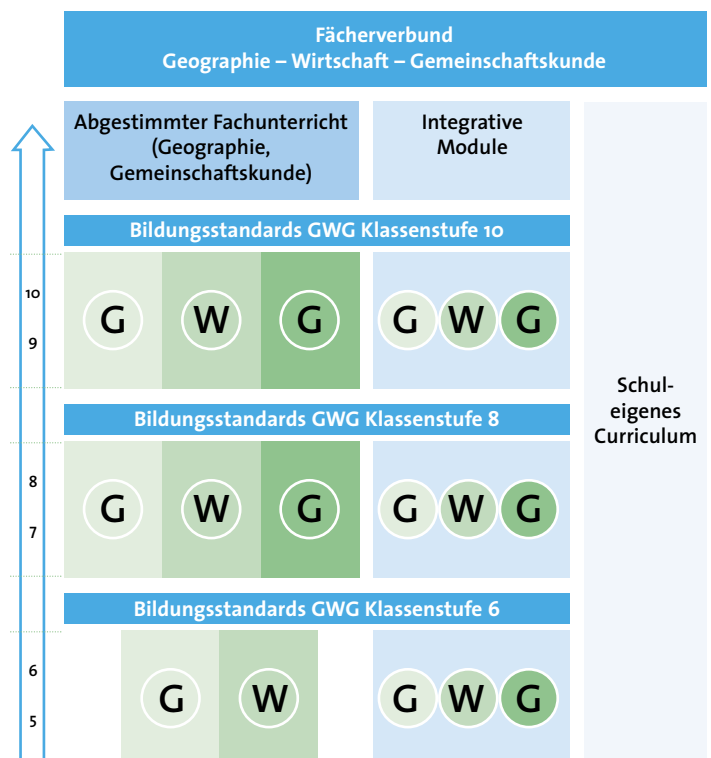 Fächerverbund
Geographie – Wirtschaft – Gemeinschaftskunde
Abgestimmter Fachunterricht
(Geographie,
Gemeinschaftskunde)
Integrative
Module
Bildungsstandards GWG Klassenstufe 10
10
9
G W G
G W G
Schul-
eigenes
Curriculum
Bildungsstandards GWG Klassenstufe 8
8
7
G W G
G W G
Bildungsstandards GWG Klassenstufe 6
6
5
G W
G W G